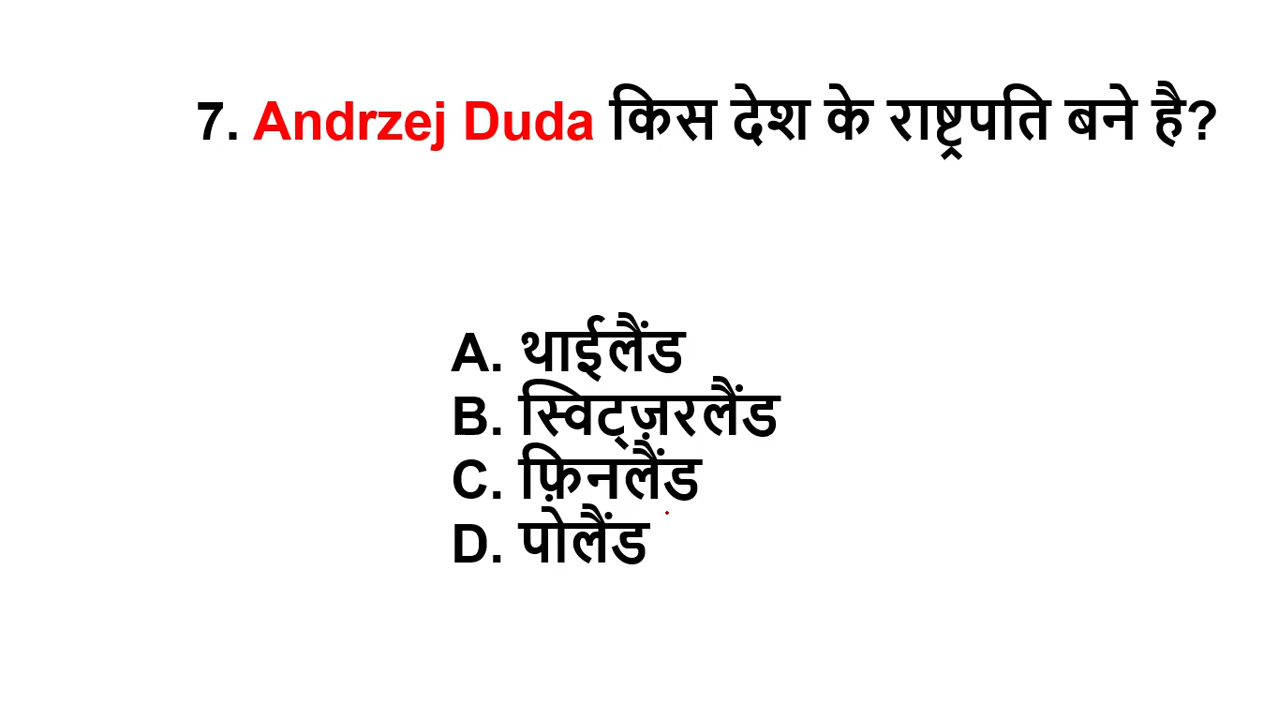 7. Andrzej Duda किस देश के राष्ट्रपति बने है?
A. थाईलैंड
B. स्विट्ज़रलैंड
C. फ़िनलैंड
D. पोलैंड